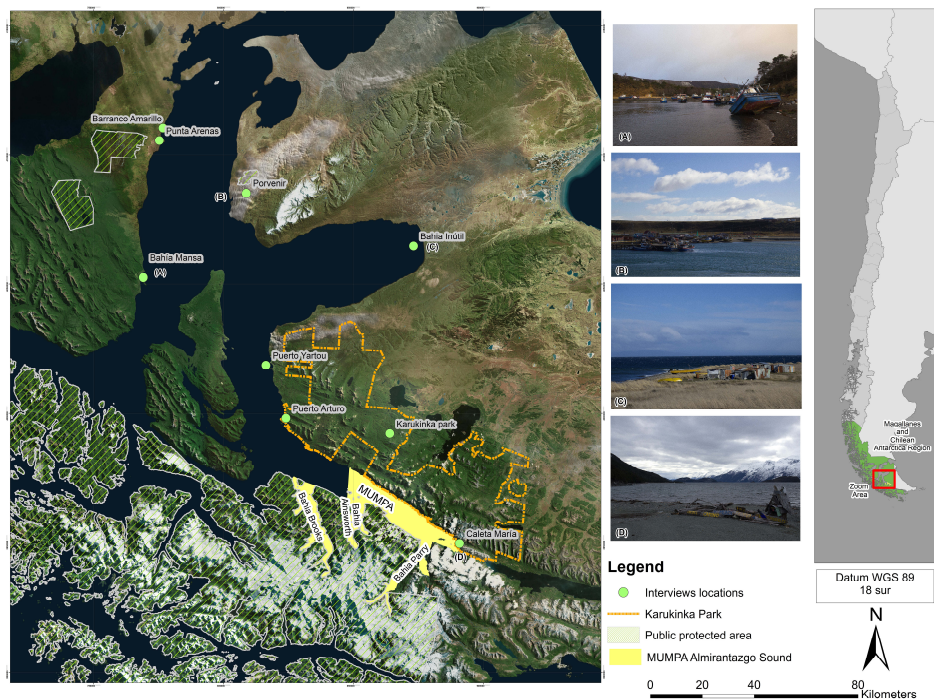 Barranco Amarillo
Punta Arenas
Porvenir
(B)
Bahía Inútil
(C)
Bahía Mansa
(A)
Puerto Yartou
Puerto Arturo
Karukinka park
MUMPA
Bahía Brooks
Bahía
Ainsworth
Bahía Parry
Caleta María
(D)
(A)
(B)
(C)
(D)
Magallanes
and
Chilean
Antarctica Region
Zoom
Area
Legend
Interviews locations
Karukinka Park
Public protected area
MUMPA Almirantazgo Sound
Datum WGS 89
18 sur
N
0 20 40 80
Kilometers